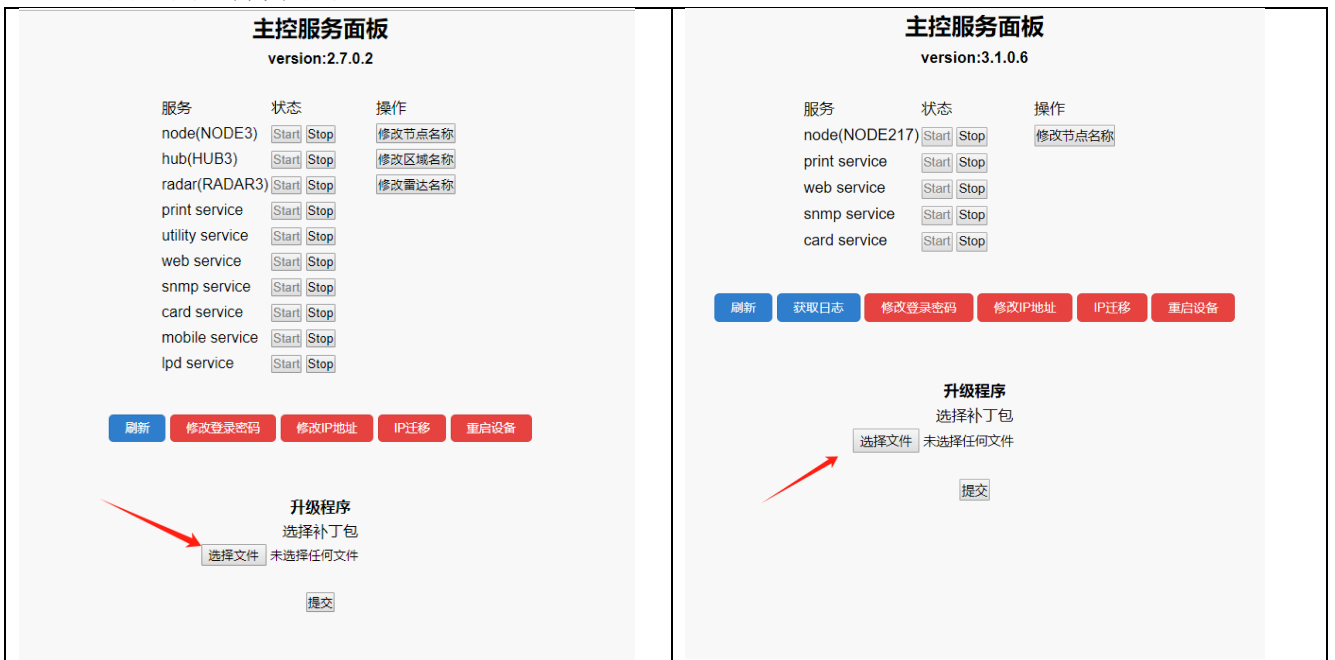 主控服务面板
version:2.7.0.2
服务 状态 操作
node(NODE3) Start Stop 修改节点名称
hub(HUB3) Start Stop 修改区域名称
radar(RADAR3) Start Stop 修改雷达名称
print service Start Stop
utility service Start Stop
web service Start Stop
snmp service Start Stop
card service Start Stop
mobile service Start Stop
lpd service Start Stop
刷新 修改登录密码 修改IP地址 IP迁移 重启设备
升级程序
选择补丁包
选择文件 未选择任何文件
提交
主控服务面板
version:3.1.0.6
服务 状态 操作
node(NODE217) Start Stop 修改节点名称
print service Start Stop
web service Start Stop
snmp service Start Stop
card service Start Stop
刷新 获取日志 修改登录密码 修改IP地址 IP迁移 重启设备
升级程序
选择补丁包
选择文件 未选择任何文件
提交